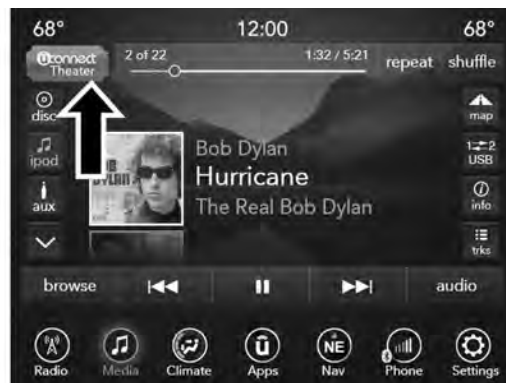 68° 12:00 68°
uconnect Theater
2 of 22 1:32 / 5:21 repeat shuffle
disc
map
ipod
1 2 USB
aux
info
trks
Bob Dylan
Hurricane
The Real Bob Dylan
browse audio
Radio Media Climate Apps Nav Phone Settings
NE